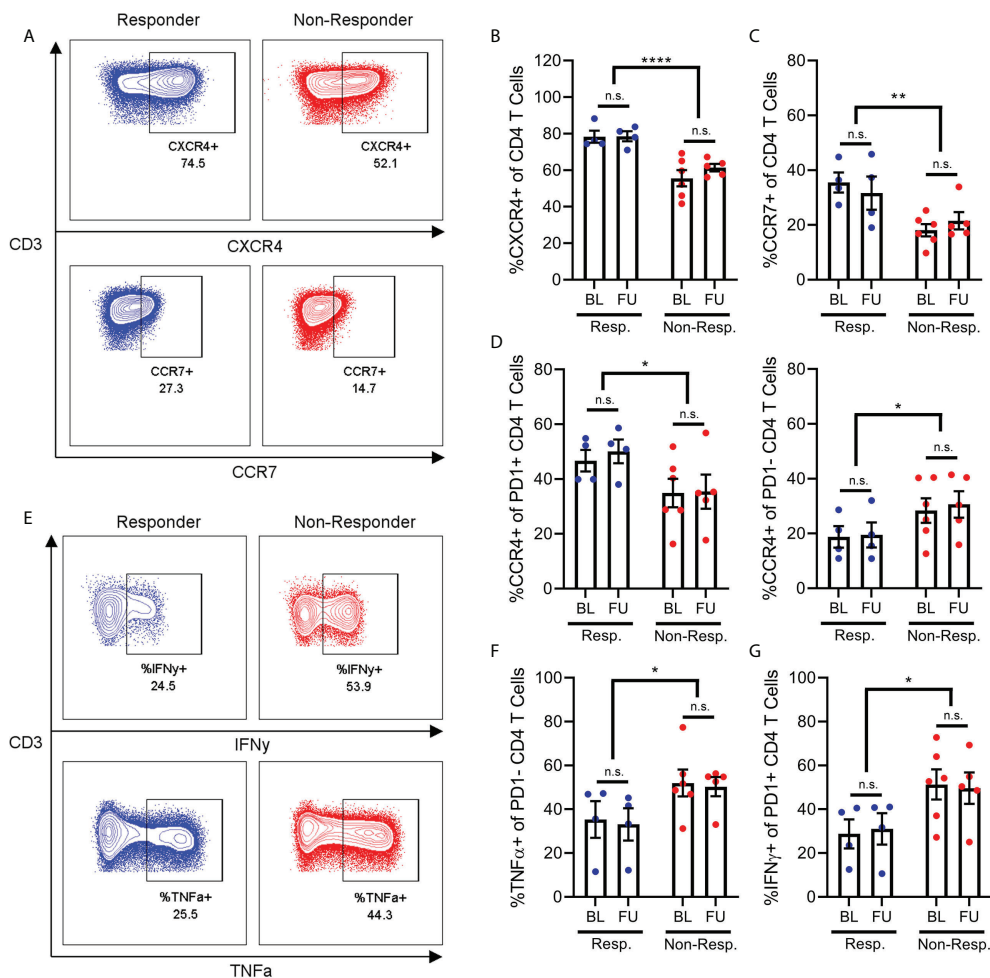 A
Responder
Non-Responder
CXCR4+
74.5
CXCR4+
52.1
CD3
CXCR4
CCR7+
27.3
CCR7+
14.7
CCR7
B
%CXCR4+ of CD4 T Cells
120
100
80
60
40
20
0
****
n.s.
n.s.
BL
FU
BL
FU
Resp.
Non-Resp.
C
%CCR7+ of CD4 T Cells
80
60
40
20
0
**
n.s.
n.s.
BL
FU
BL
FU
Resp.
Non-Resp.
D
%CCR4+ of PD1+ CD4 T Cells
80
60
40
20
0
*
n.s.
n.s.
BL
FU
BL
FU
Resp.
Non-Resp.
%CCR4+ of PD1- CD4 T Cells
80
60
40
20
0
*
n.s.
n.s.
BL
FU
BL
FU
Resp.
Non-Resp.
E
Responder
Non-Responder
%IFNy+
24.5
%IFNy+
53.9
CD3
IFNy
%TNFa+
25.5
%TNFa+
44.3
TNFa
F
%TNFα+ of PD1- CD4 T Cells
100
80
60
40
20
0
*
n.s.
n.s.
BL
FU
BL
FU
Resp.
Non-Resp.
G
%IFNγ+ of PD1+ CD4 T Cells
100
80
60
40
20
0
*
n.s.
n.s.
BL
FU
BL
FU
Resp.
Non-Resp.